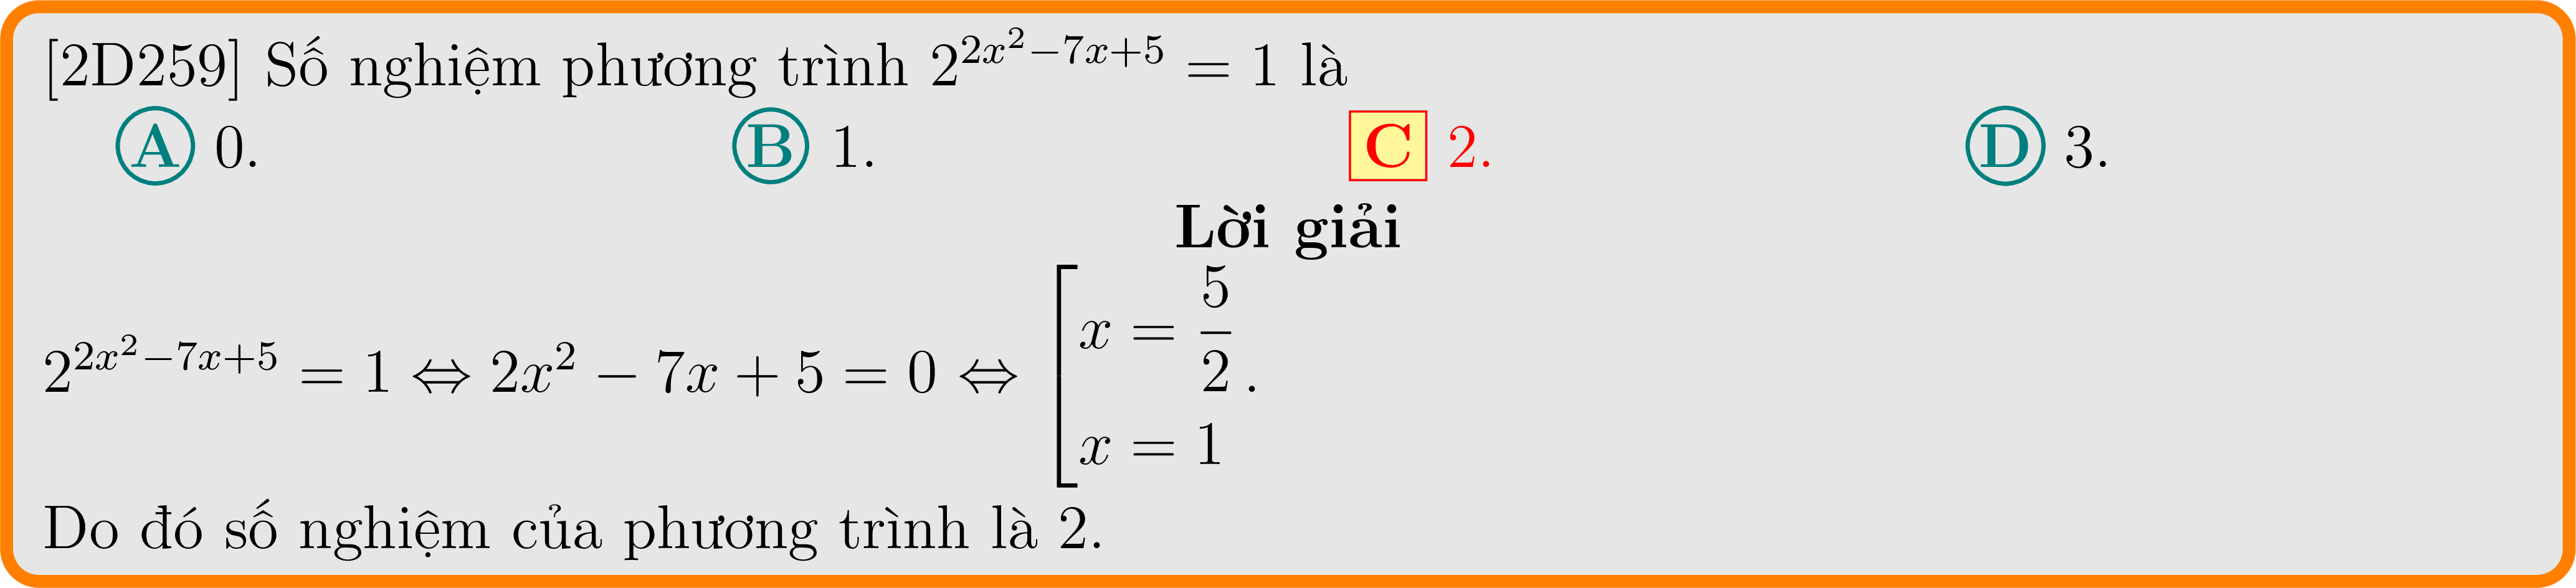 [2D259] Số nghiệm phương trình $2^{2x^2-7x+5} = 1$ là
A 0. B 1. C 2. D 3.
Lời giải
$2^{2x^2-7x+5} = 1 \Leftrightarrow 2x^2 - 7x + 5 = 0 \Leftrightarrow \left[\begin{array}{l} x = \dfrac{5}{2} \\ x = 1 \end{array}\right.$.
Do đó số nghiệm của phương trình là 2.